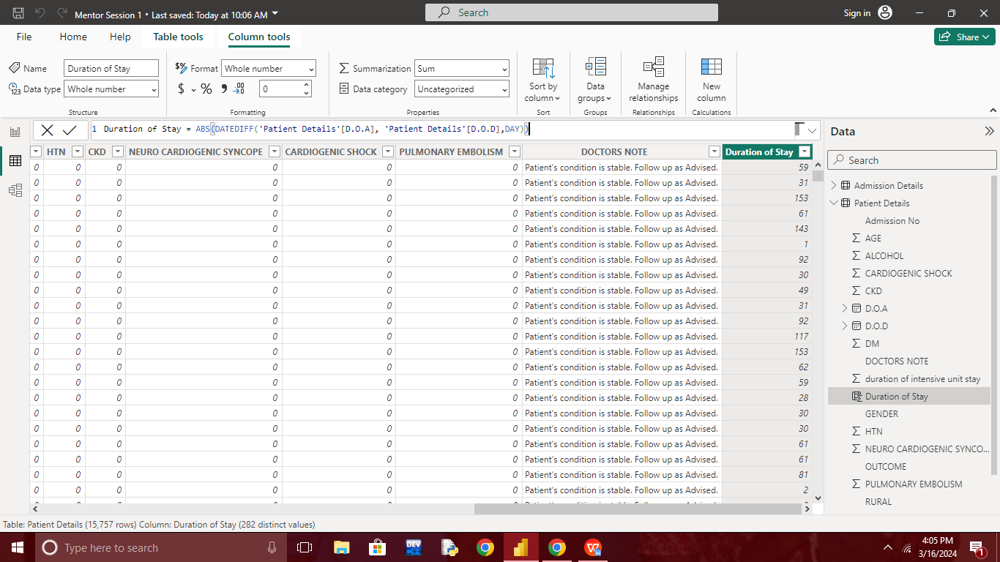 Mentor Session 1 • Last saved: Today at 10:06 AM
Search
Sign in
File Home Help Table tools Column tools
Share
Name Duration of Stay
Data type Whole number
Structure
$% Format Whole number
$ % 9 .00 0
Formatting
Summarization Sum
Data category Uncategorized
Properties
Sort by column
Sort
Data groups
Groups
Manage relationships
Relationships
New column
Calculations
1 Duration of Stay = ABS(DATEDIFF('Patient Details'[D.O.A], 'Patient Details'[D.O.D],DAY))
HTN CKD NEURO CARDIOGENIC SYNCOPE CARDIOGENIC SHOCK PULMONARY EMBOLISM DOCTORS NOTE Duration of Stay
0 0 0 0 0 0 Patient's condition is stable. Follow up as Advised. 59
0 0 0 0 0 0 Patient's condition is stable. Follow up as Advised. 31
0 0 0 0 0 0 Patient's condition is stable. Follow up as Advised. 153
0 0 0 0 0 0 Patient's condition is stable. Follow up as Advised. 61
0 0 0 0 0 0 Patient's condition is stable. Follow up as Advised. 143
0 0 0 0 0 0 Patient's condition is stable. Follow up as Advised. 1
0 0 0 0 0 0 Patient's condition is stable. Follow up as Advised. 92
0 0 0 0 0 0 Patient's condition is stable. Follow up as Advised. 30
0 0 0 0 0 0 Patient's condition is stable. Follow up as Advised. 49
0 0 0 0 0 0 Patient's condition is stable. Follow up as Advised. 31
0 0 0 0 0 0 Patient's condition is stable. Follow up as Advised. 92
0 0 0 0 0 0 Patient's condition is stable. Follow up as Advised. 117
0 0 0 0 0 0 Patient's condition is stable. Follow up as Advised. 153
0 0 0 0 0 0 Patient's condition is stable. Follow up as Advised. 62
0 0 0 0 0 0 Patient's condition is stable. Follow up as Advised. 59
0 0 0 0 0 0 Patient's condition is stable. Follow up as Advised. 28
0 0 0 0 0 0 Patient's condition is stable. Follow up as Advised. 30
0 0 0 0 0 0 Patient's condition is stable. Follow up as Advised. 30
0 0 0 0 0 0 Patient's condition is stable. Follow up as Advised. 61
0 0 0 0 0 0 Patient's condition is stable. Follow up as Advised. 61
0 0 0 0 0 0 Patient's condition is stable. Follow up as Advised. 81
0 0 0 0 0 0 Patient's condition is stable. Follow up as Advised. 2
Data
Search
Admission Details
Patient Details
Admission No
AGE
ALCOHOL
CARDIOGENIC SHOCK
CKD
D.O.A
D.O.D
DM
DOCTORS NOTE
duration of intensive unit stay
Duration of Stay
GENDER
HTN
NEURO CARDIOGENIC SYNCO...
OUTCOME
PULMONARY EMBOLISM
RURAL
Table: Patient Details (15,757 rows) Column: Duration of Stay (282 distinct values)
Type here to search
DEV
4:05 PM
3/16/2024
1